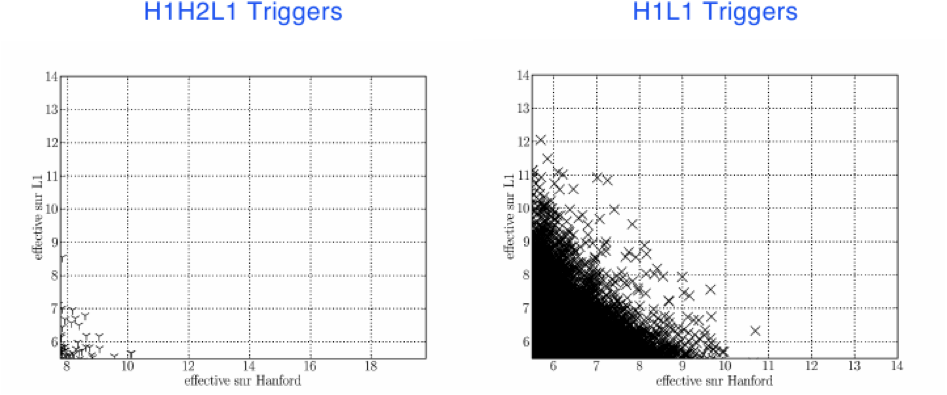 H1H2L1 Triggers
14
13
12
11
10
9
8
7
6
effective snr L1
8 10 12 14 16 18
effective snr Hanford
H1L1 Triggers
14
13
12
11
10
9
8
7
6
effective snr L1
6 7 8 9 10 11 12 13 14
effective snr Hanford